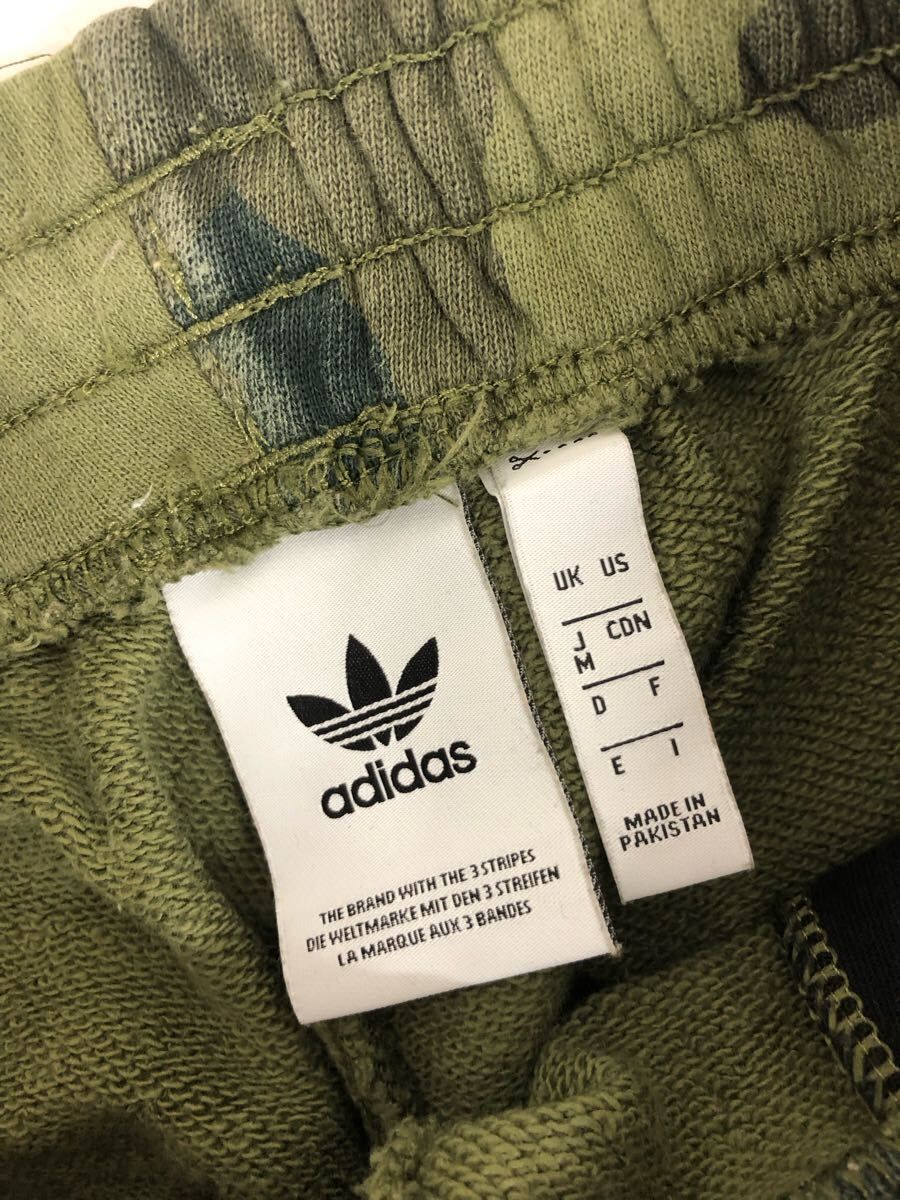 adidas
THE BRAND WITH THE 3 STRIPES
DIE WELTMARKE MIT DEN 3 STREIFEN
LA MARQUE AUX 3 BANDES
UK US
J CDN
M
D F
E I
MADE IN
PAKISTAN